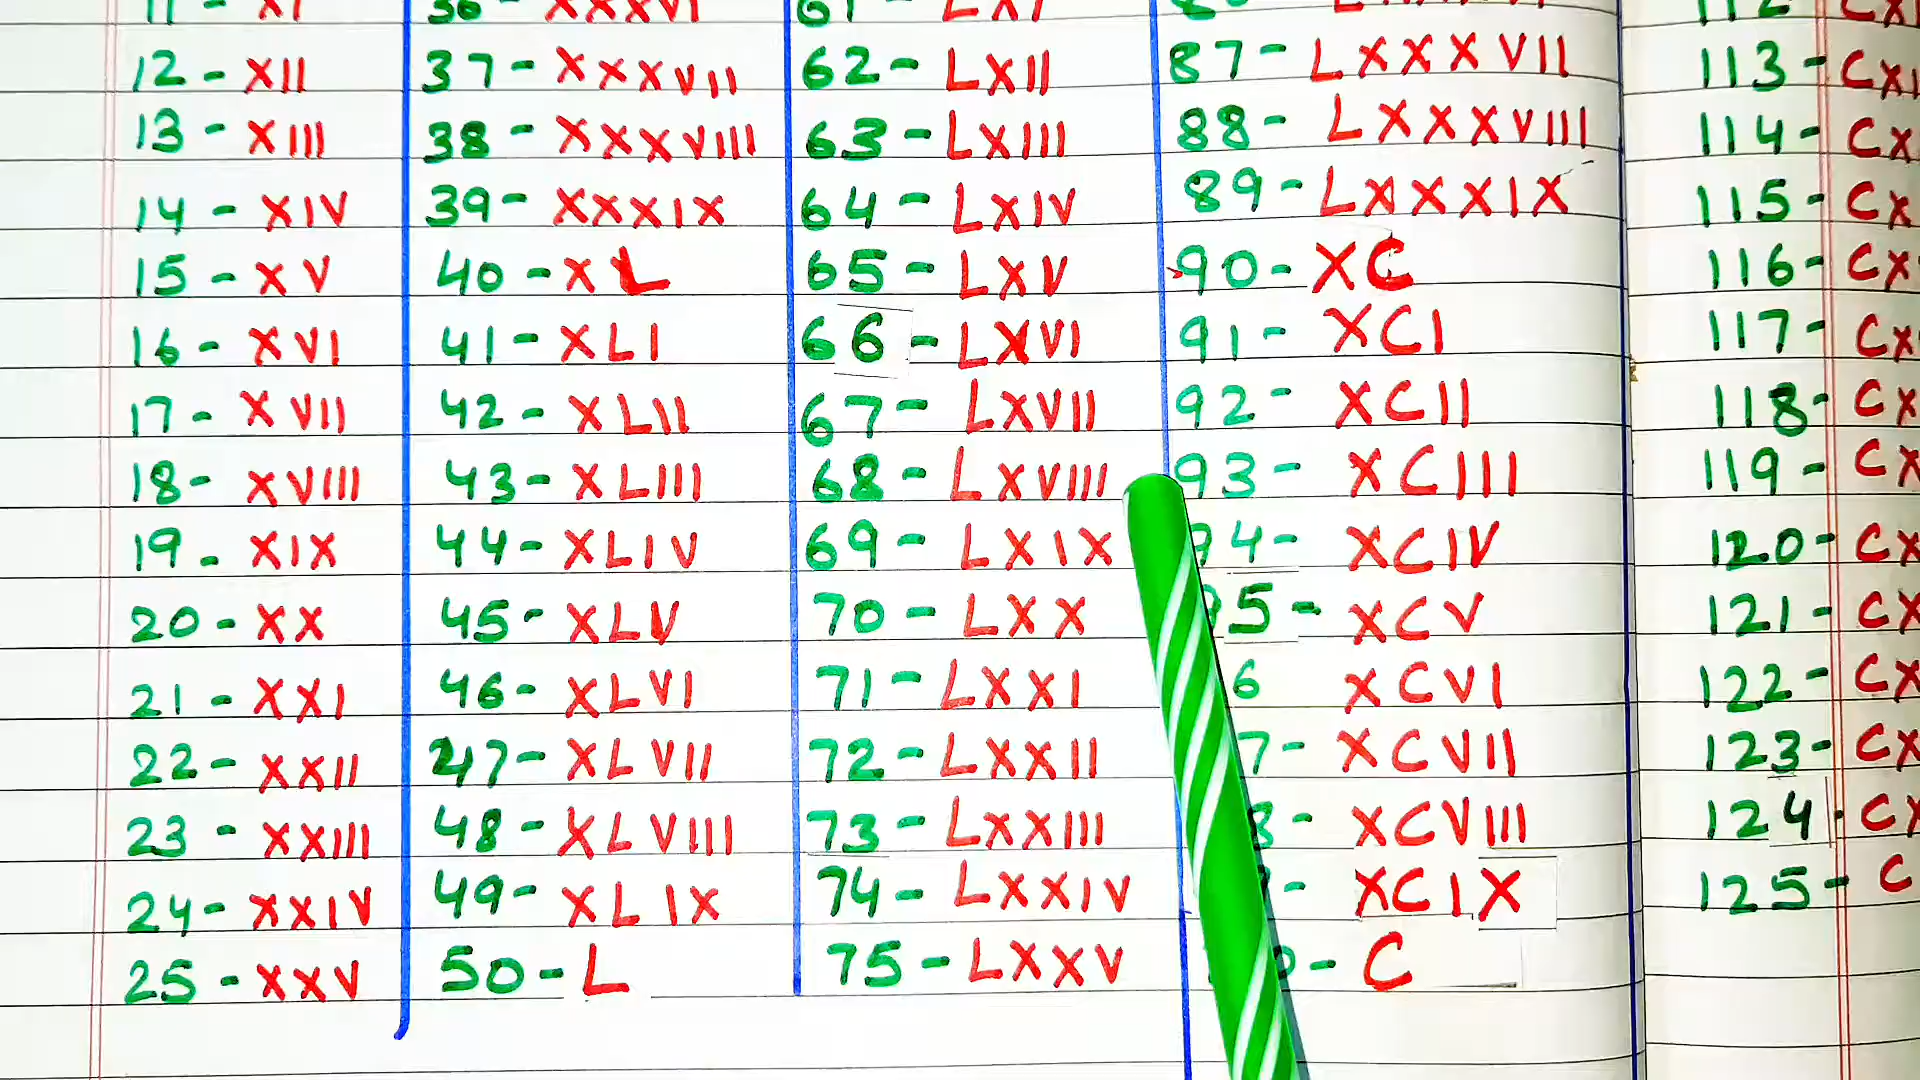 12 - XII
13 - XIII
14 - XIV
15 - XV
16 - XVI
17 - XVII
18 - XVIII
19 - XIX
20 - XX
21 - XXI
22 - XXII
23 - XXIII
24 - XXIV
25 - XXV
37 - XXXVII
38 - XXXVIII
39 - XXXIX
40 - XL
41 - XLI
42 - XLII
43 - XLIII
44 - XLIV
45 - XLV
46 - XLVI
47 - XLVII
48 - XLVIII
49 - XLIX
50 - L
62 - LXII
63 - LXIII
64 - LXIV
65 - LXV
66 - LXVI
67 - LXVII
68 - LXVIII
69 - LXIX
70 - LXX
71 - LXXI
72 - LXXII
73 - LXXIII
74 - LXXIV
75 - LXXV
87 - LXXXVII
88 - LXXXVIII
89 - LXXXIX
90 - XC
91 - XCI
92 - XCII
93 - XCIII
94 - XCIV
5 - XCV
6 XCVI
7 - XCVII
- XCVIII
- XCIX
- C
113 -
114 -
115 -
116 -
117 -
118 -
119 -
120 -
121 -
122 -
123 -
124 -
125 -